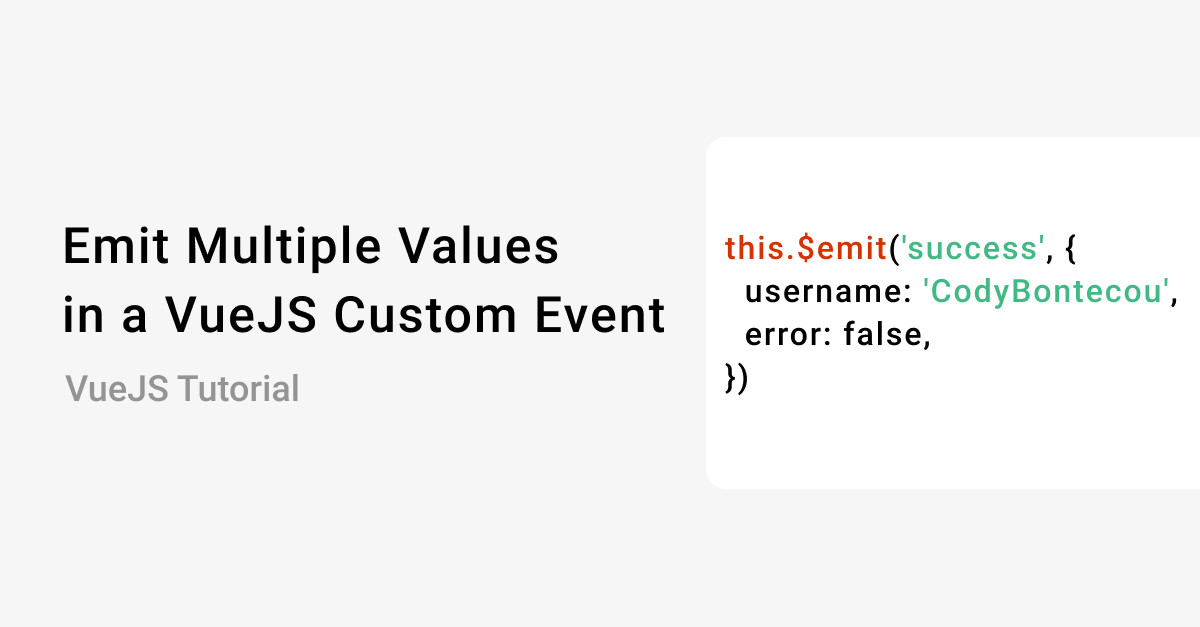 Emit Multiple Values
in a VueJS Custom Event
VueJS Tutorial
this.$emit('success', {
  username: 'CodyBontecou',
  error: false,
})